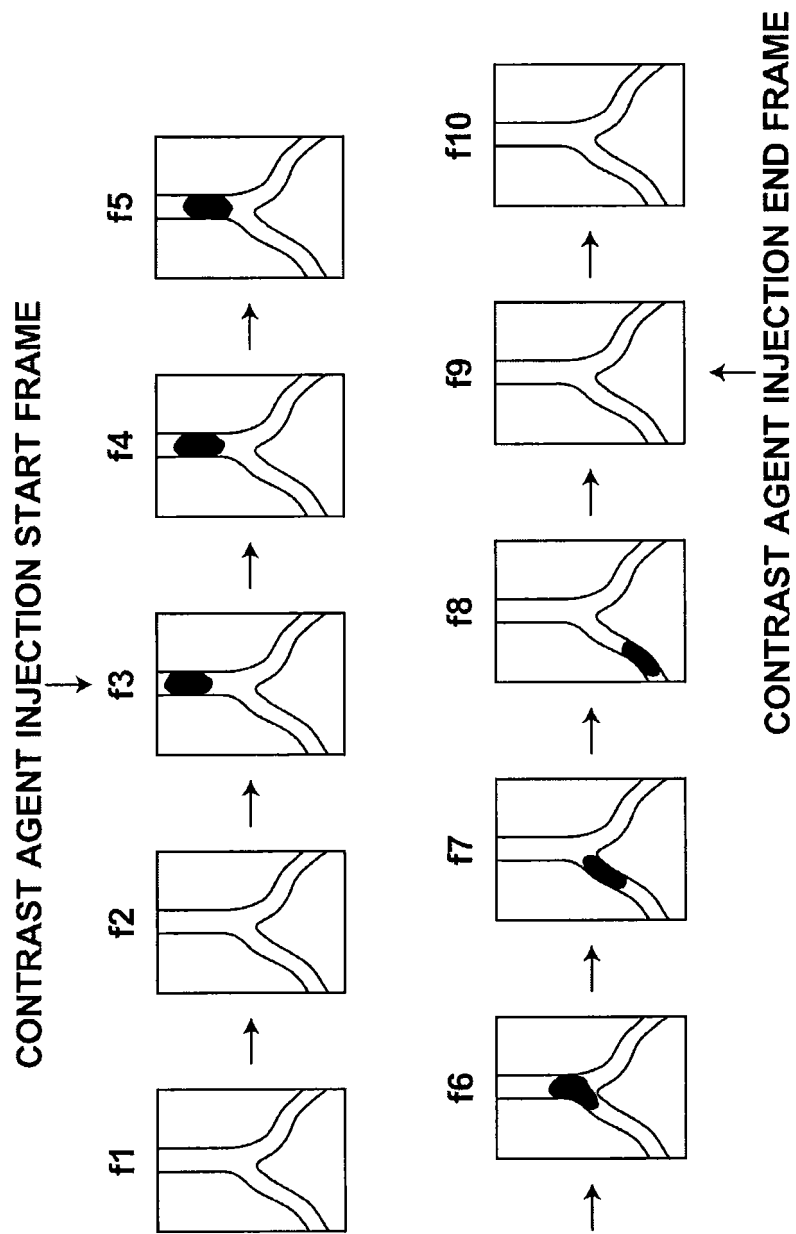 CONTRAST AGENT INJECTION START FRAME
f1
f2
f3
f4
f5
f6
f7
f8
f9
f10
CONTRAST AGENT INJECTION END FRAME